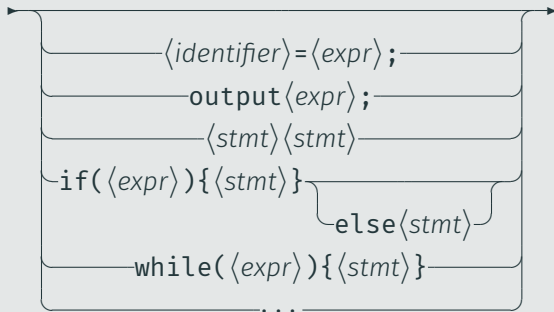 ⟨identifier⟩=⟨expr⟩;
output⟨expr⟩;
⟨stmt⟩⟨stmt⟩
if(⟨expr⟩){⟨stmt⟩}
else⟨stmt⟩
while(⟨expr⟩){⟨stmt⟩}
...